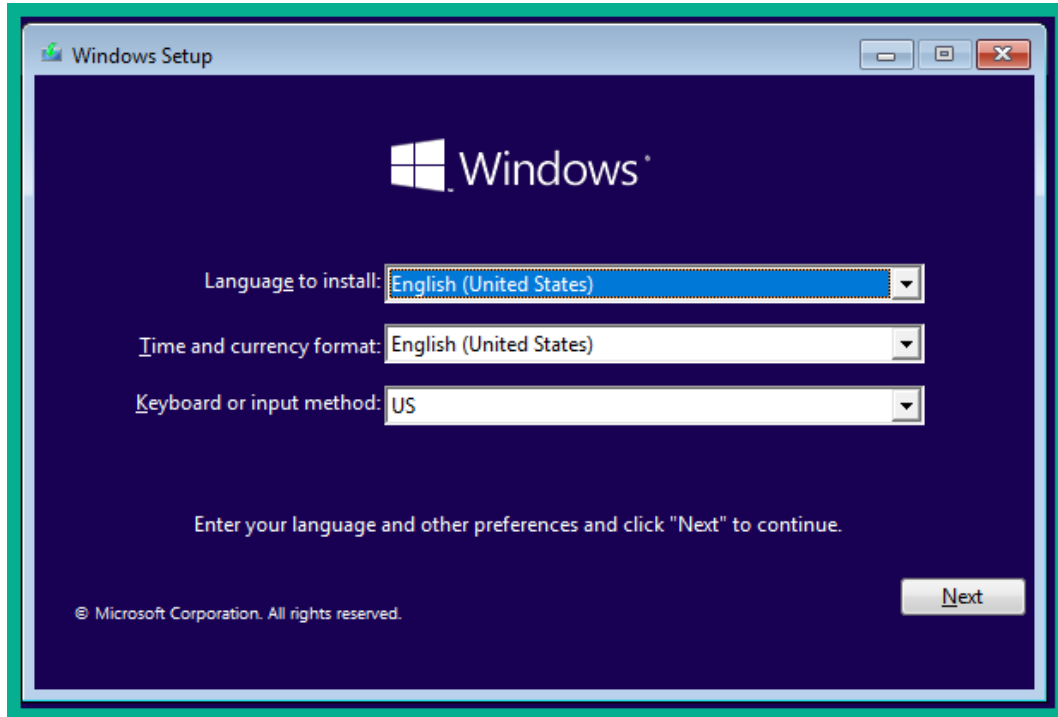 Windows Setup
Windows
Language to install: English (United States)
Time and currency format: English (United States)
Keyboard or input method: US
Enter your language and other preferences and click "Next" to continue.
Next
© Microsoft Corporation. All rights reserved.